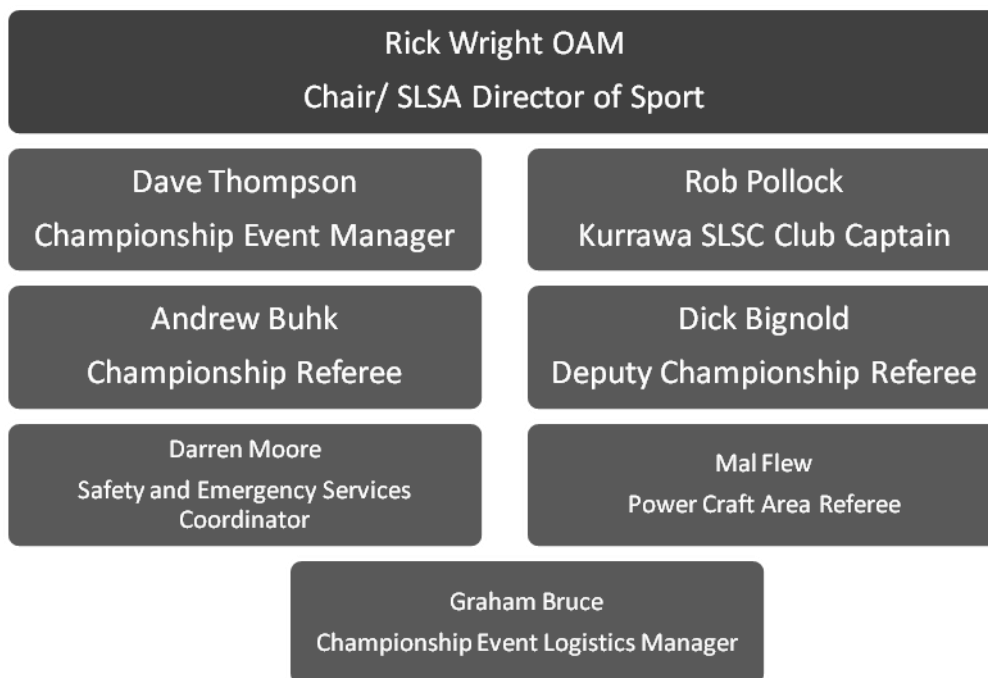 Rick Wright OAM
Chair/ SLSA Director of Sport
Dave Thompson
Championship Event Manager
Rob Pollock
Kurrawa SLSC Club Captain
Andrew Buhk
Championship Referee
Dick Bignold
Deputy Championship Referee
Darren Moore
Safety and Emergency Services
Coordinator
Mal Flew
Power Craft Area Referee
Graham Bruce
Championship Event Logistics Manager